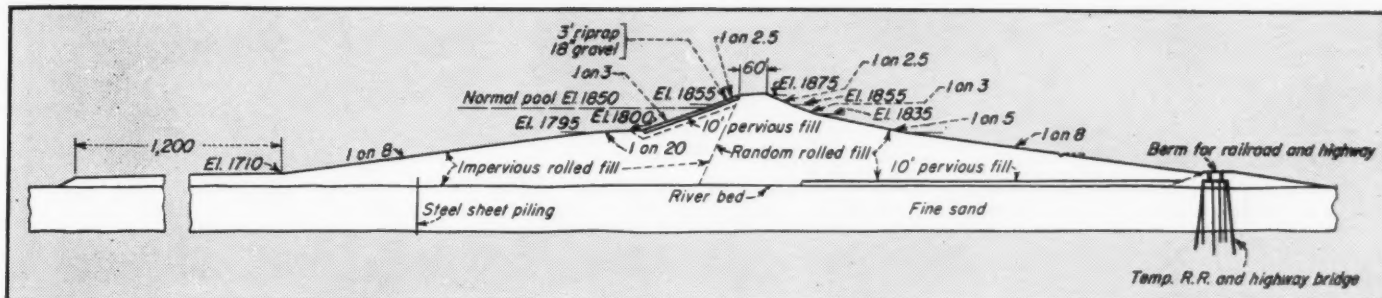 3' riprap
18" gravel
1 on 2.5
60'
1 on 2.5
1 on 3
El. 1875
1 on 3
Normal pool El. 1850
El. 1855
El. 1855
El. 1835
El. 1800
El. 1795
10' pervious fill
1 on 5
1,200
1 on 20
1 on 8
El. 1710
1 on 8
Impervious rolled fill
Random rolled fill
10' pervious fill
Berm for railroad and highway
River bed
Steel sheet piling
Fine sand
Temp. R.R. and highway bridge